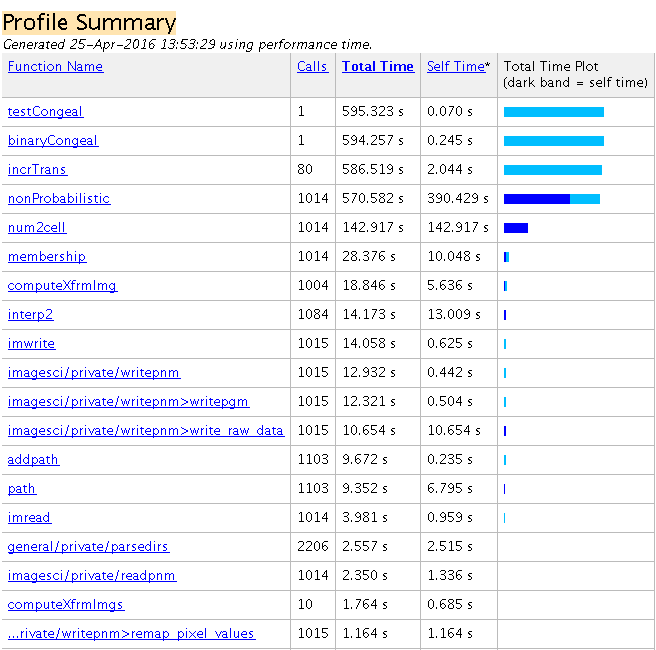 Profile Summary
Generated 25-Apr-2016 13:53:29 using performance time.
Function Name Calls Total Time Self Time* Total Time Plot
(dark band = self time)
testCongeal 1 595.323 s 0.070 s
binaryCongeal 1 594.257 s 0.245 s
incrTrans 80 586.519 s 2.044 s
nonProbabilistic 1014 570.582 s 390.429 s
num2cell 1014 142.917 s 142.917 s
membership 1014 28.376 s 10.048 s
computeXfrmImg 1004 18.846 s 5.636 s
interp2 1084 14.173 s 13.009 s
imwrite 1015 14.058 s 0.625 s
imagesci/private/writepnm 1015 12.932 s 0.442 s
imagesci/private/writepnm>writepgm 1015 12.321 s 0.504 s
imagesci/private/writepnm>write_raw_data 1015 10.654 s 10.654 s
addpath 1103 9.672 s 0.235 s
path 1103 9.352 s 6.795 s
imread 1014 3.981 s 0.959 s
general/private/parsedirs 2206 2.557 s 2.515 s
imagesci/private/readpnm 1014 2.350 s 1.336 s
computeXfrmImgs 10 1.764 s 0.685 s
...rivate/writepnm>remap_pixel_values 1015 1.164 s 1.164 s